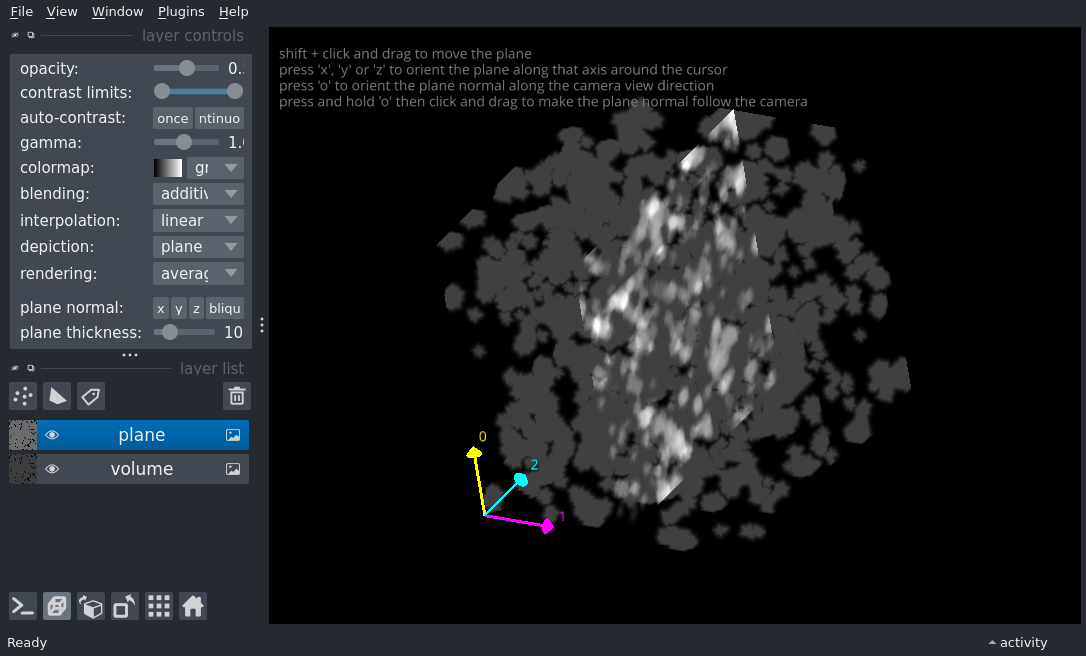 File View Window Plugins Help
layer controls
opacity: 0.
contrast limits:
auto-contrast: once ntinuo
gamma: 1.0
colormap: gr
blending: additiv
interpolation: linear
depiction: plane
rendering: averag
plane normal: x y z bliqu
plane thickness: 10
layer list
plane
volume
Ready
shift + click and drag to move the plane
press 'x', 'y' or 'z' to orient the plane along that axis around the cursor
press 'o' to orient the plane normal along the camera view direction
press and hold 'o' then click and drag to make the plane normal follow the camera
0
2
1
activity